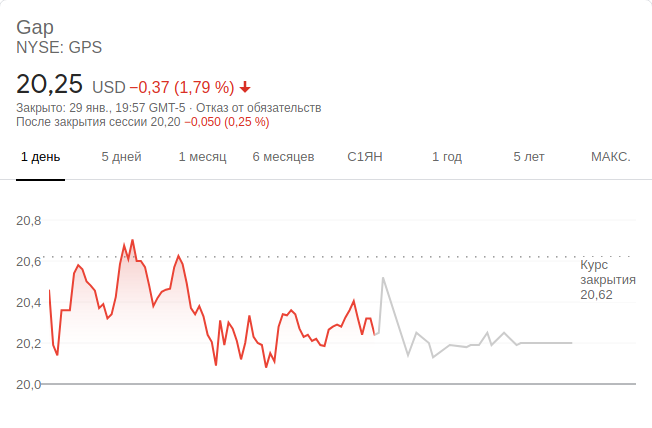 Gap
NYSE: GPS
20,25 USD −0,37 (1,79 %)
Закрыто: 29 янв., 19:57 GMT-5 · Отказ от обязательств
После закрытия сессии 20,20 −0,050 (0,25 %)
1 день 5 дней 1 месяц 6 месяцев С1ЯН 1 год 5 лет МАКС.
20,8
20,6
Курс
закрытия
20,62
20,4
20,2
20,0